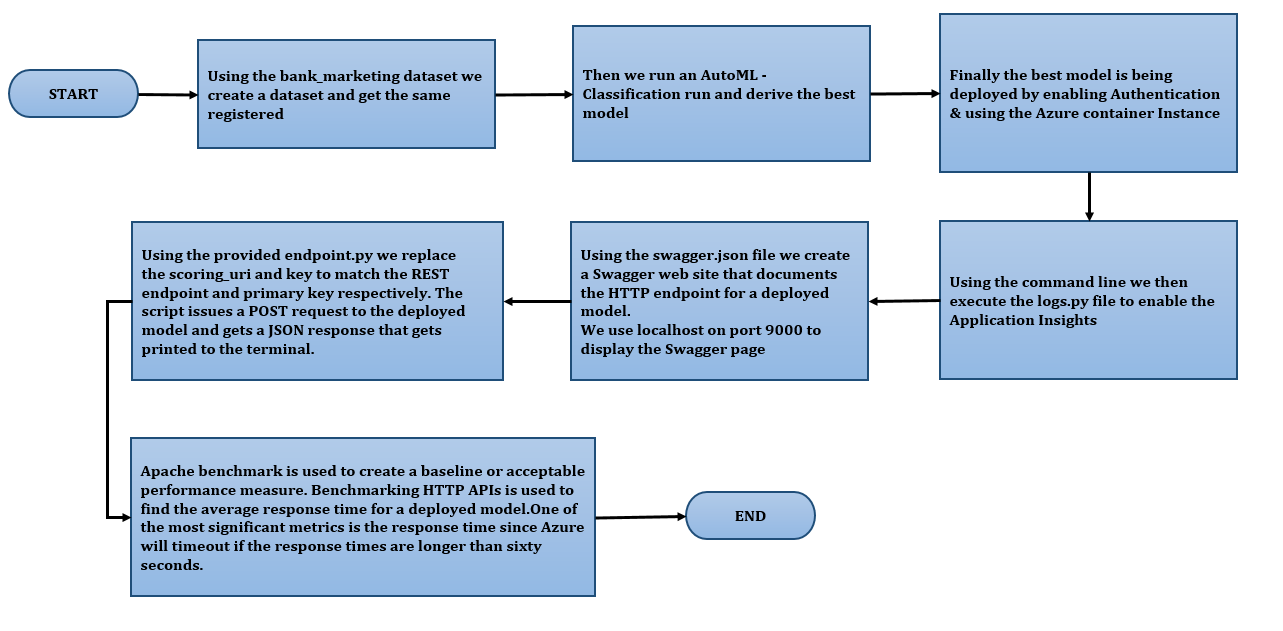 START
Using the bank_marketing dataset we
create a dataset and get the same
registered
Then we run an AutoML -
Classification run and derive the best
model
Finally the best model is being
deployed by enabling Authentication
& using the Azure container Instance
Using the command line we then
execute the logs.py file to enable the
Application Insights
Using the swagger.json file we create
a Swagger web site that documents
the HTTP endpoint for a deployed
model.
We use localhost on port 9000 to
display the Swagger page
Using the provided endpoint.py we replace
the scoring_uri and key to match the REST
endpoint and primary key respectively. The
script issues a POST request to the deployed
model and gets a JSON response that gets
printed to the terminal.
Apache benchmark is used to create a baseline or acceptable
performance measure. Benchmarking HTTP APIs is used to
find the average response time for a deployed model.One of
the most significant metrics is the response time since Azure
will timeout if the response times are longer than sixty
seconds.
END